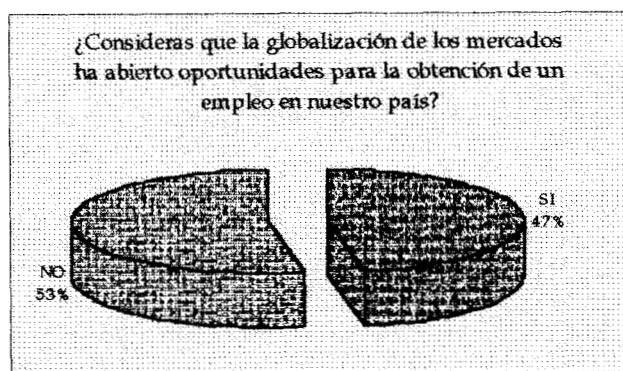 ¿Consideras que la globalización de los mercados
ha abierto oportunidades para la obtención de un
empleo en nuestro país?
SI
47%
NO
53%